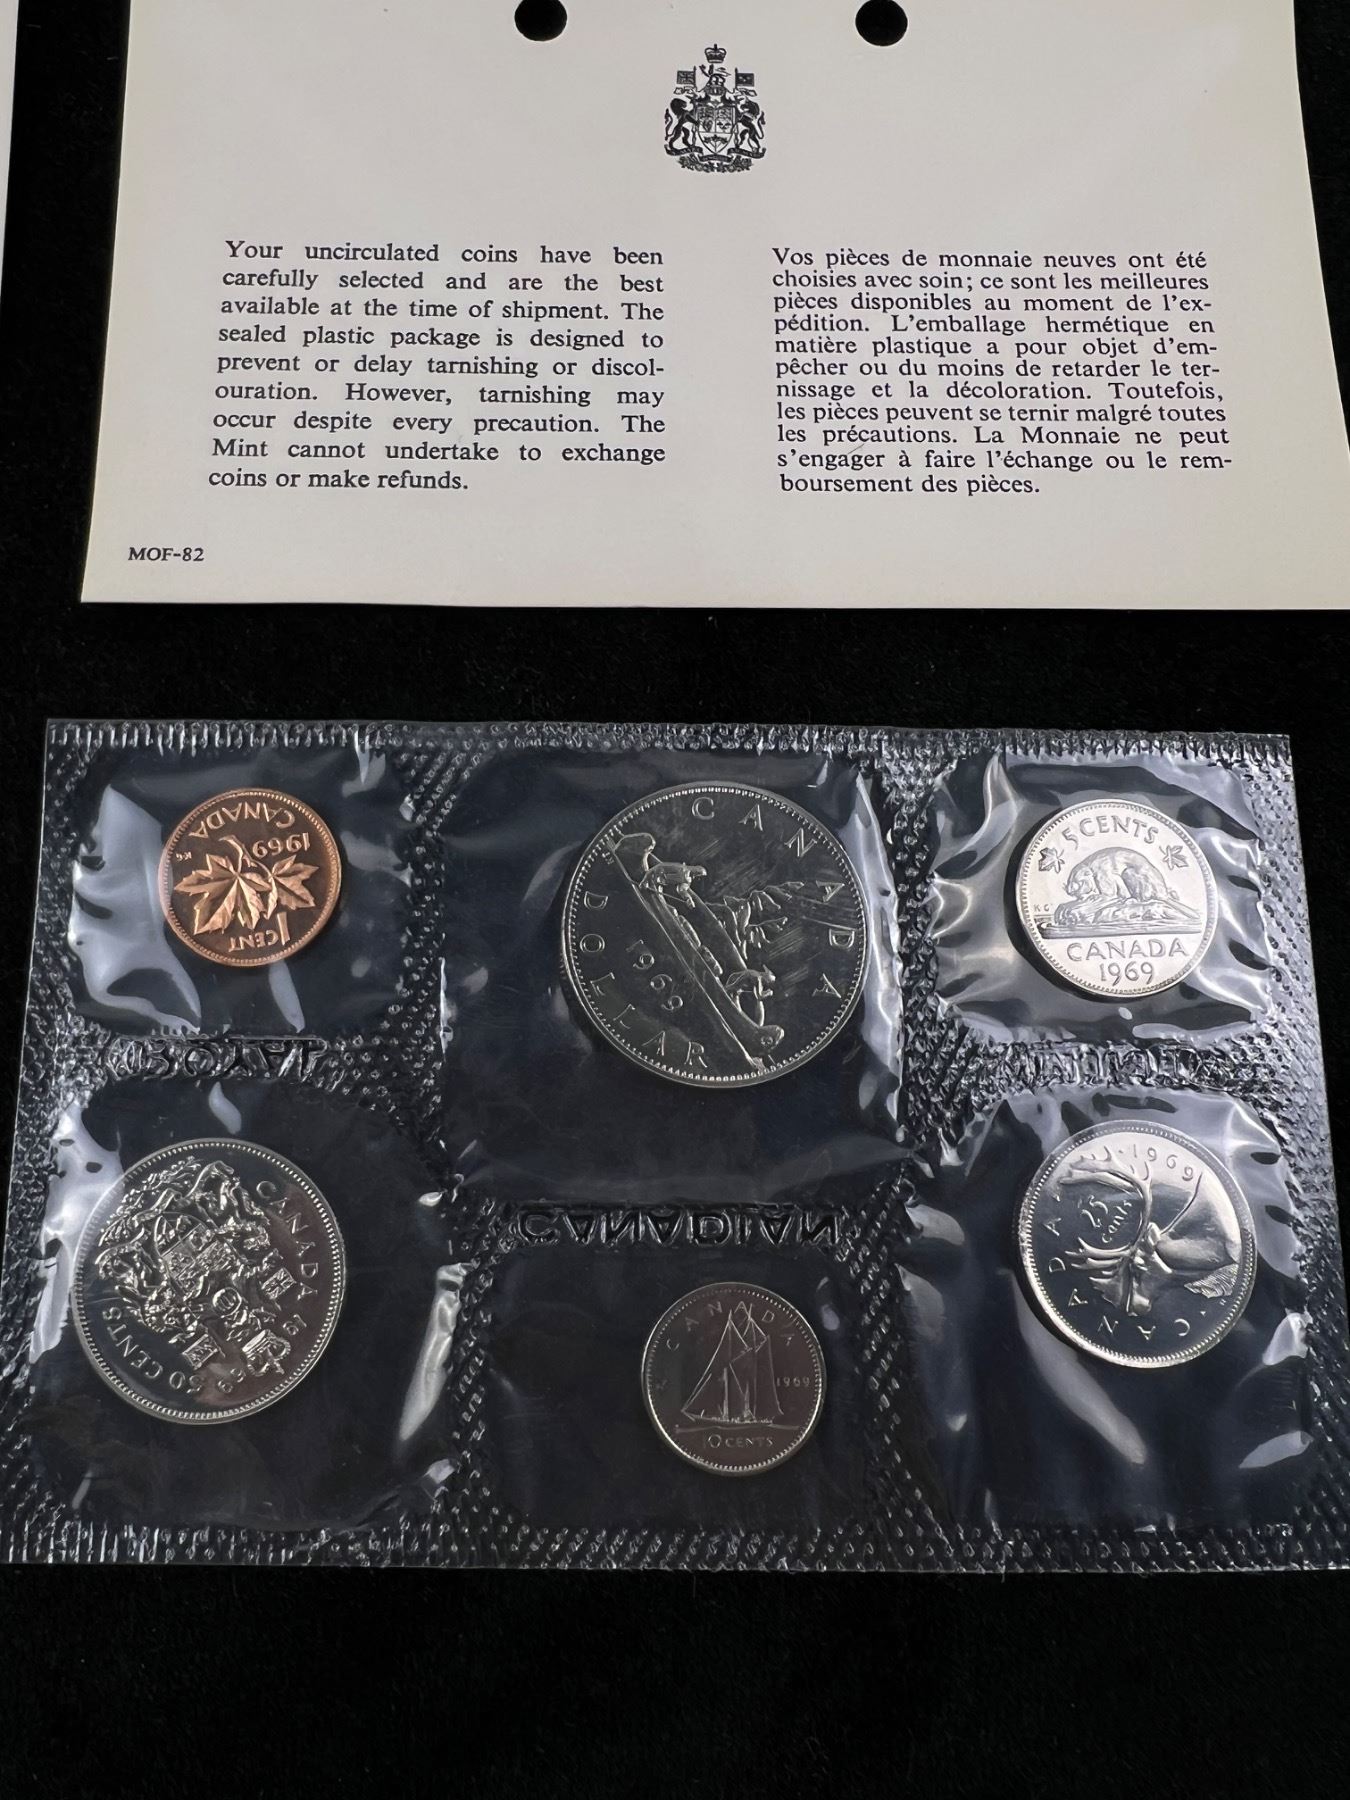 Your uncirculated coins have been
carefully selected and are the best
available at the time of shipment. The
sealed plastic package is designed to
prevent or delay tarnishing or discol-
ouration. However, tarnishing may
occur despite every precaution. The
Mint cannot undertake to exchange
coins or make refunds.
Vos pièces de monnaie neuves ont été
choisies avec soin; ce sont les meilleures
pièces disponibles au moment de l'ex-
pédition. L'emballage hermétique en
matière plastique a pour objet d'em-
pêcher ou du moins de retarder le ter-
nissage et la décoloration. Toutefois,
les pièces peuvent se ternir malgré toutes
les précautions. La Monnaie ne peut
s'engager à faire l'échange ou le rem-
boursement des pièces.
MOF-82
1 CENT
1969
CANADA
KG
CANADA
1969
DOLLAR
5 CENTS
KG
CANADA
1969
ROYAL
MINT
CANADIAN
CANADA 1969
50 CENTS
CANADA
1969
10 CENTS
1969
25
cents
CANADA